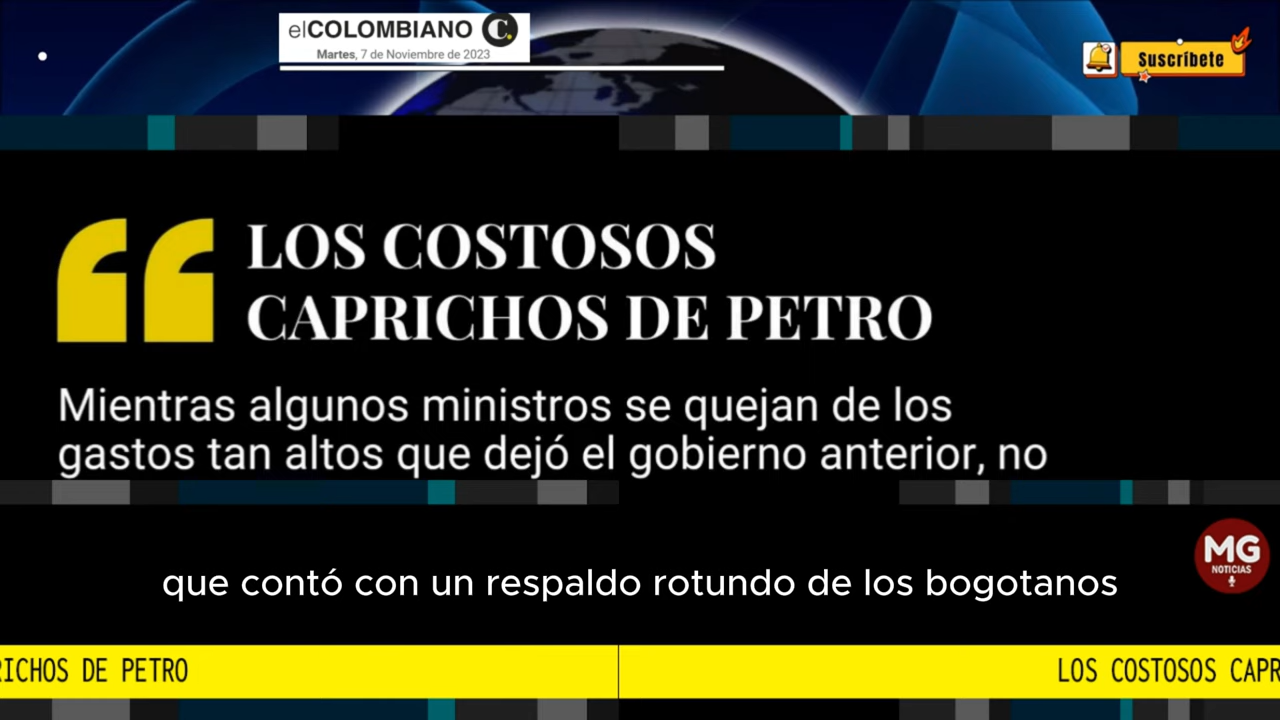 elCOLOMBIANO C.
Martes, 7 de Noviembre de 2023
Suscríbete
“ LOS COSTOSOS
CAPRICHOS DE PETRO
Mientras algunos ministros se quejan de los
gastos tan altos que dejó el gobierno anterior, no
MG
NOTICIAS
que contó con un respaldo rotundo de los bogotanos
RICHOS DE PETRO
LOS COSTOSOS CAPR